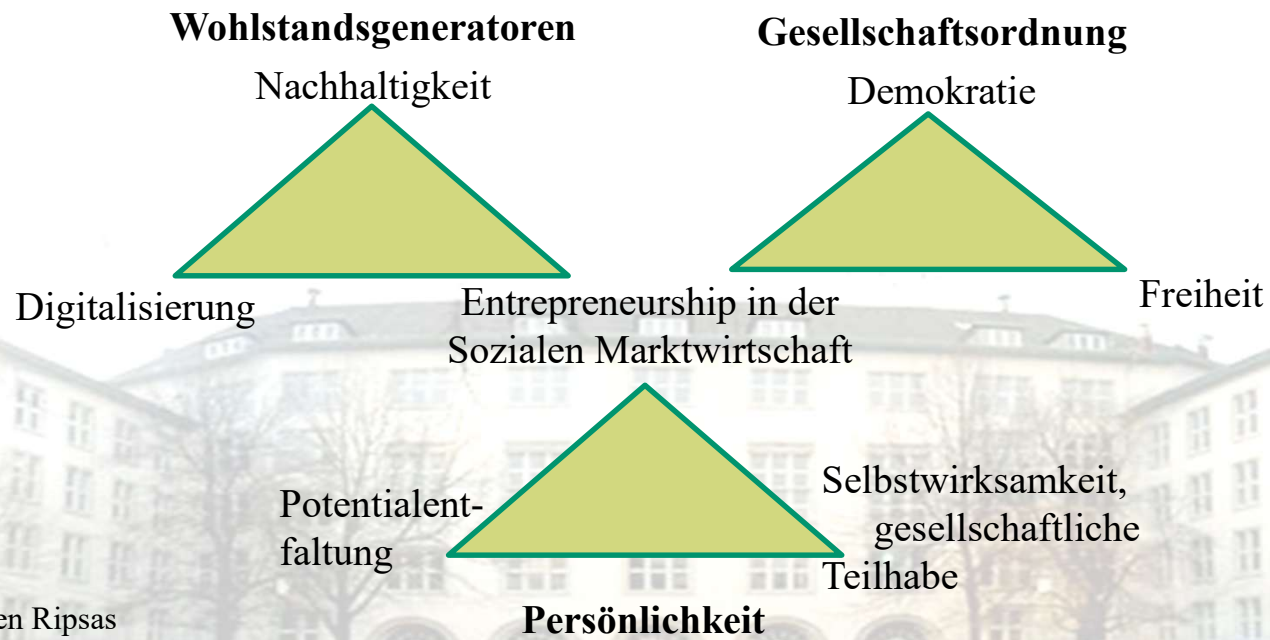 Wohlstandsgeneratoren
Gesellschaftsordnung
Nachhaltigkeit
Demokratie
Digitalisierung
Entrepreneurship in der
Sozialen Marktwirtschaft
Freiheit
Potentialent-
faltung
Selbstwirksamkeit,
gesellschaftliche
Teilhabe
Persönlichkeit
Ripsas